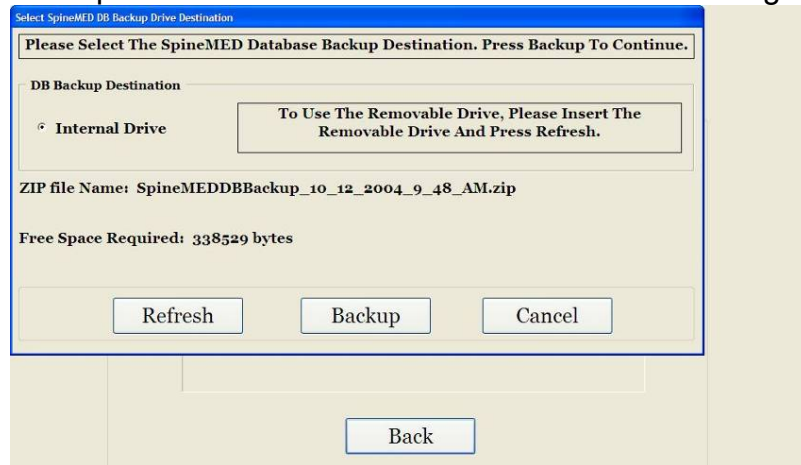 Select SpineMED DB Backup Drive Destination
Please Select The SpineMED Database Backup Destination. Press Backup To Continue.
DB Backup Destination
Internal Drive
To Use The Removable Drive, Please Insert The
Removable Drive And Press Refresh.
ZIP file Name: SpineMEDDBBackup_10_12_2004_9_48_AM.zip
Free Space Required: 338529 bytes
Refresh
Backup
Cancel
Back